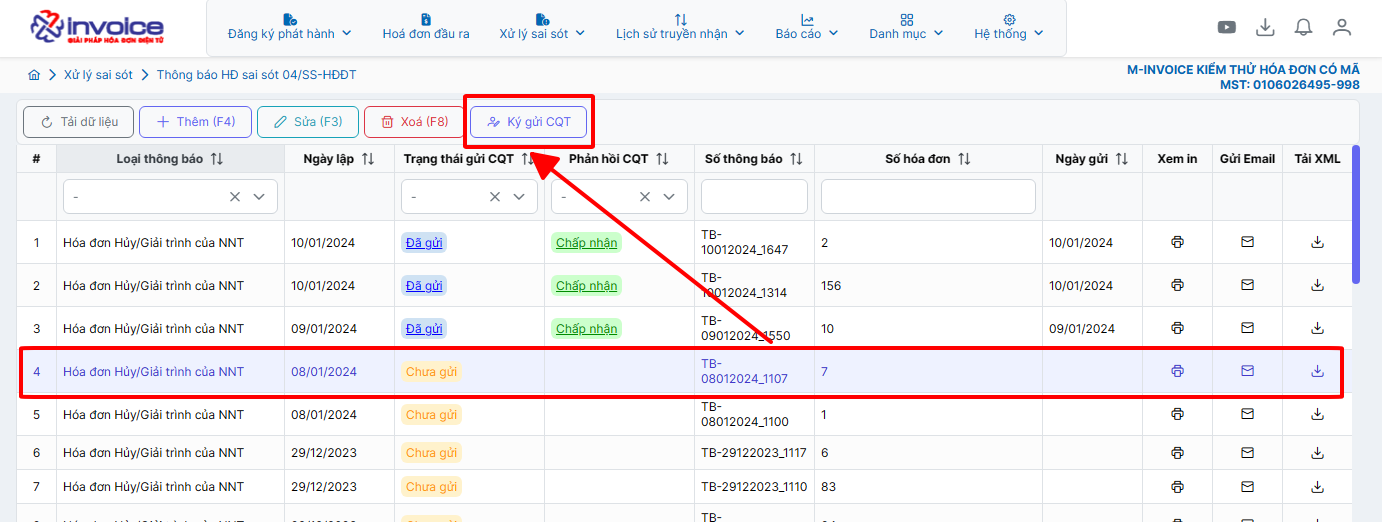 invoice
GIẢI PHÁP HÓA ĐƠN ĐIỆN TỬ
Đăng ký phát hành
Hoá đơn đầu ra
Xử lý sai sót
Lịch sử truyền nhận
Báo cáo
Danh mục
Hệ thống
Xử lý sai sót
Thông báo HĐ sai sót 04/SS-HĐĐT
M-INVOICE KIỂM THỬ HÓA ĐƠN CÓ MÃ
MST: 0106026495-998
Tải dữ liệu
Thêm (F4)
Sửa (F3)
Xoá (F8)
Ký gửi CQT
# Loại thông báo Ngày lập Trạng thái gửi CQT Phản hồi CQT Số thông báo Số hóa đơn Ngày gửi Xem in Gửi Email Tải XML
- - -
1 Hóa đơn Hủy/Giải trình của NNT 10/01/2024 Đã gửi Chấp nhận TB-
10012024_1647 2 10/01/2024
2 Hóa đơn Hủy/Giải trình của NNT 10/01/2024 Đã gửi Chấp nhận TB-
10012024_1314 156 10/01/2024
3 Hóa đơn Hủy/Giải trình của NNT 09/01/2024 Đã gửi Chấp nhận TB-
09012024_1550 10 09/01/2024
4 Hóa đơn Hủy/Giải trình của NNT 08/01/2024 Chưa gửi TB-
08012024_1107 7
5 Hóa đơn Hủy/Giải trình của NNT 08/01/2024 Chưa gửi TB-
08012024_1100 1
6 Hóa đơn Hủy/Giải trình của NNT 29/12/2023 Chưa gửi TB-29122023_1117 6
7 Hóa đơn Hủy/Giải trình của NNT 29/12/2023 Chưa gửi TB-29122023_1110 83
TB-